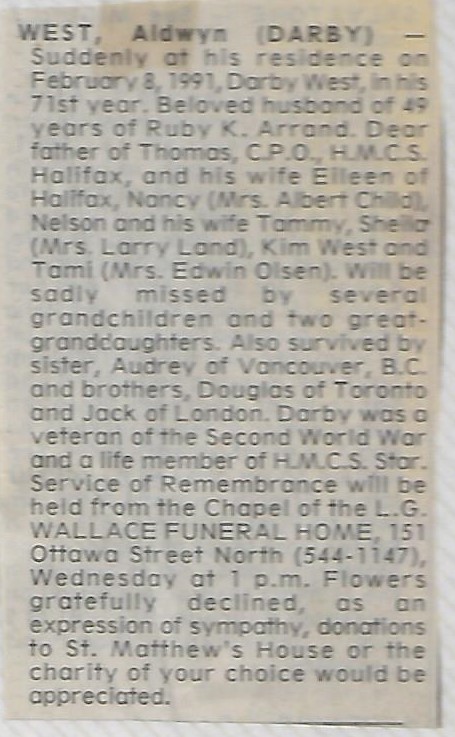 WEST, Aldwyn (DARBY) —
Suddenly at his residence on
February 8, 1991, Darby West, in his
71st year. Beloved husband of 49
years of Ruby K. Arrand. Dear
father of Thomas, C.P.O., H.M.C.S.
Halifax, and his wife Eileen of
Halifax, Nancy (Mrs. Albert Child),
Nelson and his wife Tammy, Sheila
(Mrs. Larry Land), Kim West and
Tami (Mrs. Edwin Olsen). Will be
sadly missed by several
grandchildren and two great-
granddaughters. Also survived by
sister, Audrey of Vancouver, B.C.
and brothers, Douglas of Toronto
and Jack of London. Darby was a
veteran of the Second World War
and a life member of H.M.C.S. Star.
Service of Remembrance will be
held from the Chapel of the L.G.
WALLACE FUNERAL HOME, 151
Ottawa Street North (544-1147),
Wednesday at 1 p.m. Flowers
gratefully declined, as an
expression of sympathy, donations
to St. Matthew's House or the
charity of your choice would be
appreciated.